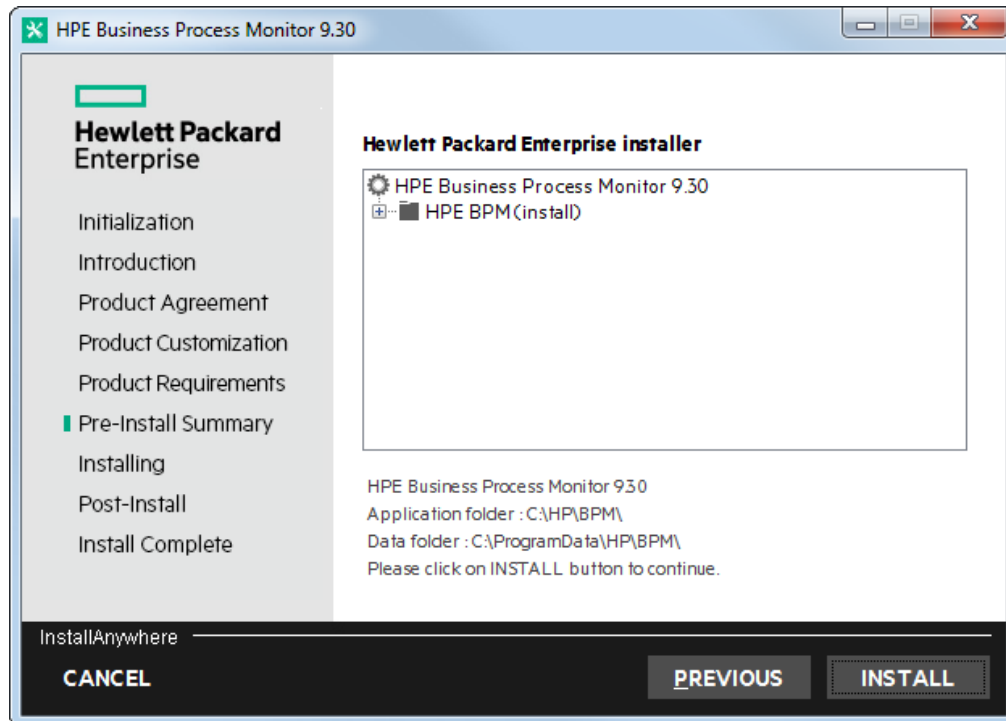 HPE Business Process Monitor 9.30
Hewlett Packard
Enterprise
Initialization
Introduction
Product Agreement
Product Customization
Product Requirements
Pre-Install Summary
Installing
Post-Install
Install Complete
Hewlett Packard Enterprise installer
HPE Business Process Monitor 9.30
HPE BPM(install)
HPE Business Process Monitor 9.30
Application folder : C:\HP\BPM\
Data folder : C:\ProgramData\HP\BPM\
Please click on INSTALL button to continue.
InstallAnywhere
CANCEL
PREVIOUS
INSTALL